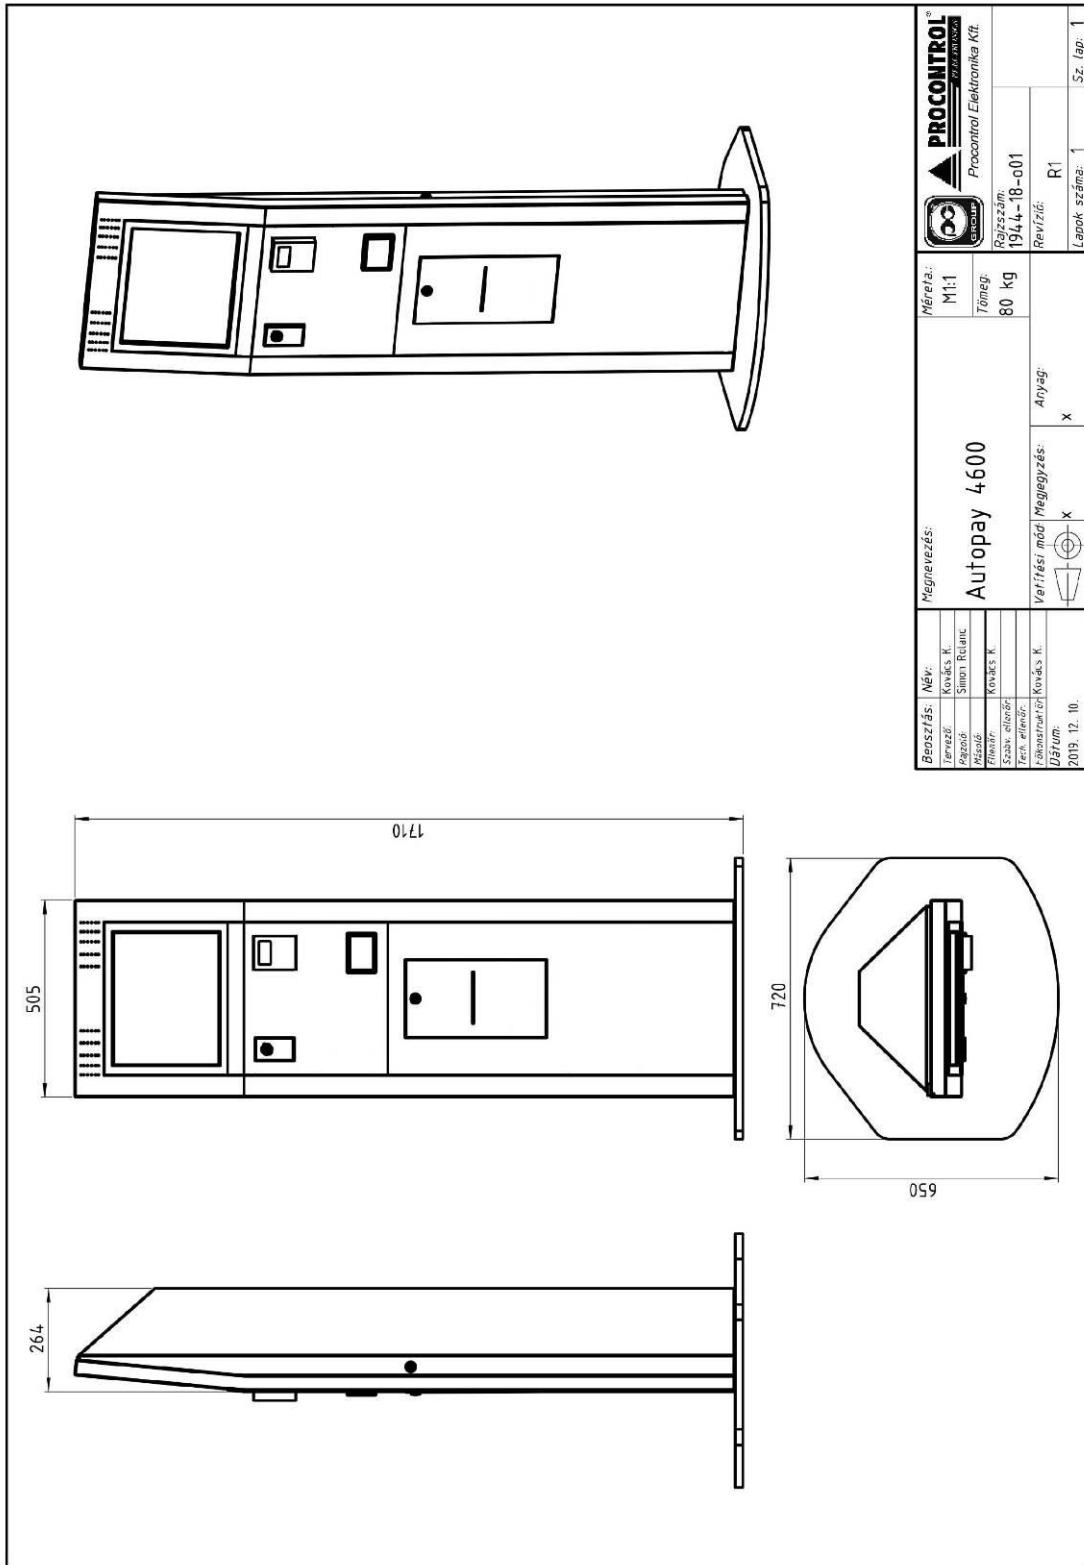 264
505
1710
720
650
Beosztás: Név:
Tervező: Kovács K.
Rajzoló: Simon Roland
Másoló:
Ellenőr: Kovács K.
Szabv. ellenőr:
Tech. ellenőr:
Főkonstruktőr: Kovács K.
Dátum:
2019. 12. 10.
Megnevezés:
Autopay 4600
Vetítési mód:
Megjegyzés:
x
Anyag:
x
Méreta.:
M1:1
Tömeg:
80 kg
GROUP
PROCONTROL®
Procontrol Elektronika Kft.
Rajzszám:
1944-18-o01
Revízió:
R1
Lapok száma: 1
Sz. lap: 1